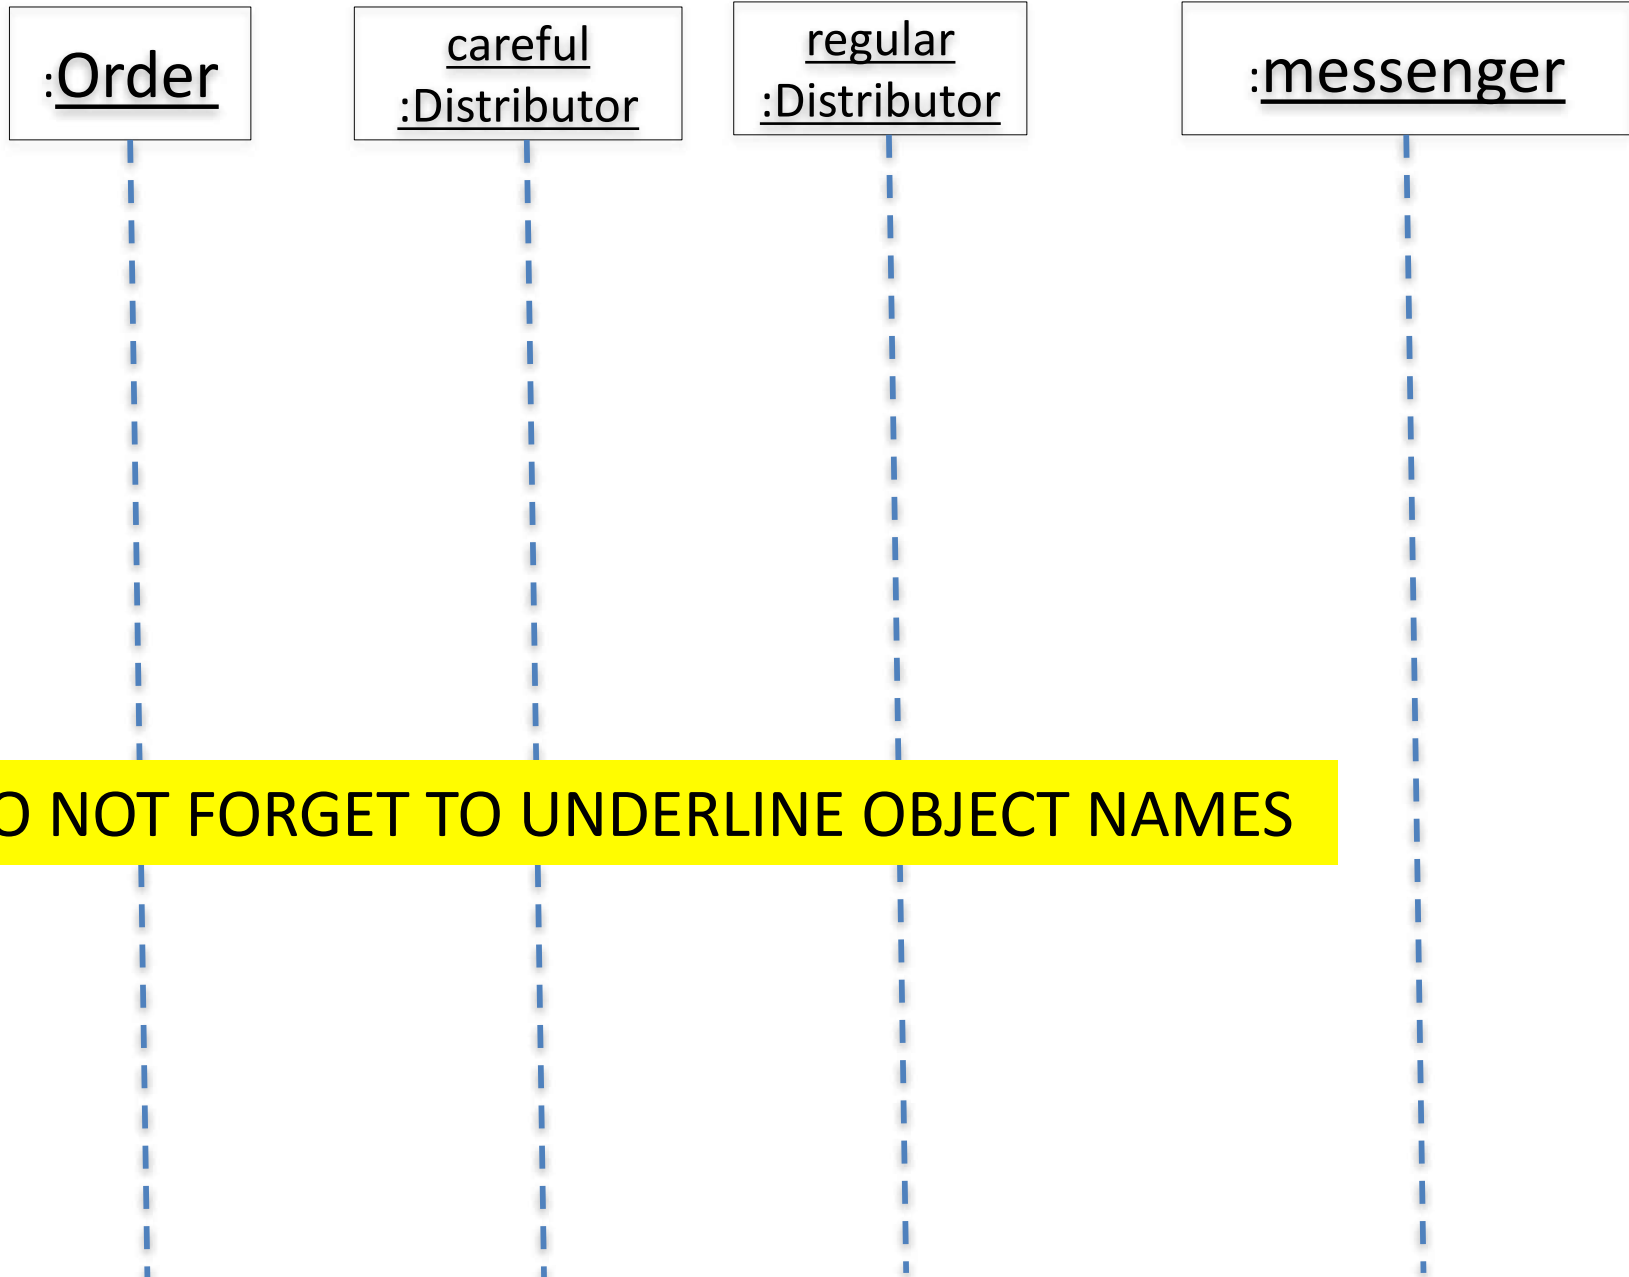 :Order
careful
:Distributor
regular
:Distributor
:messenger
O NOT FORGET TO UNDERLINE OBJECT NAMES